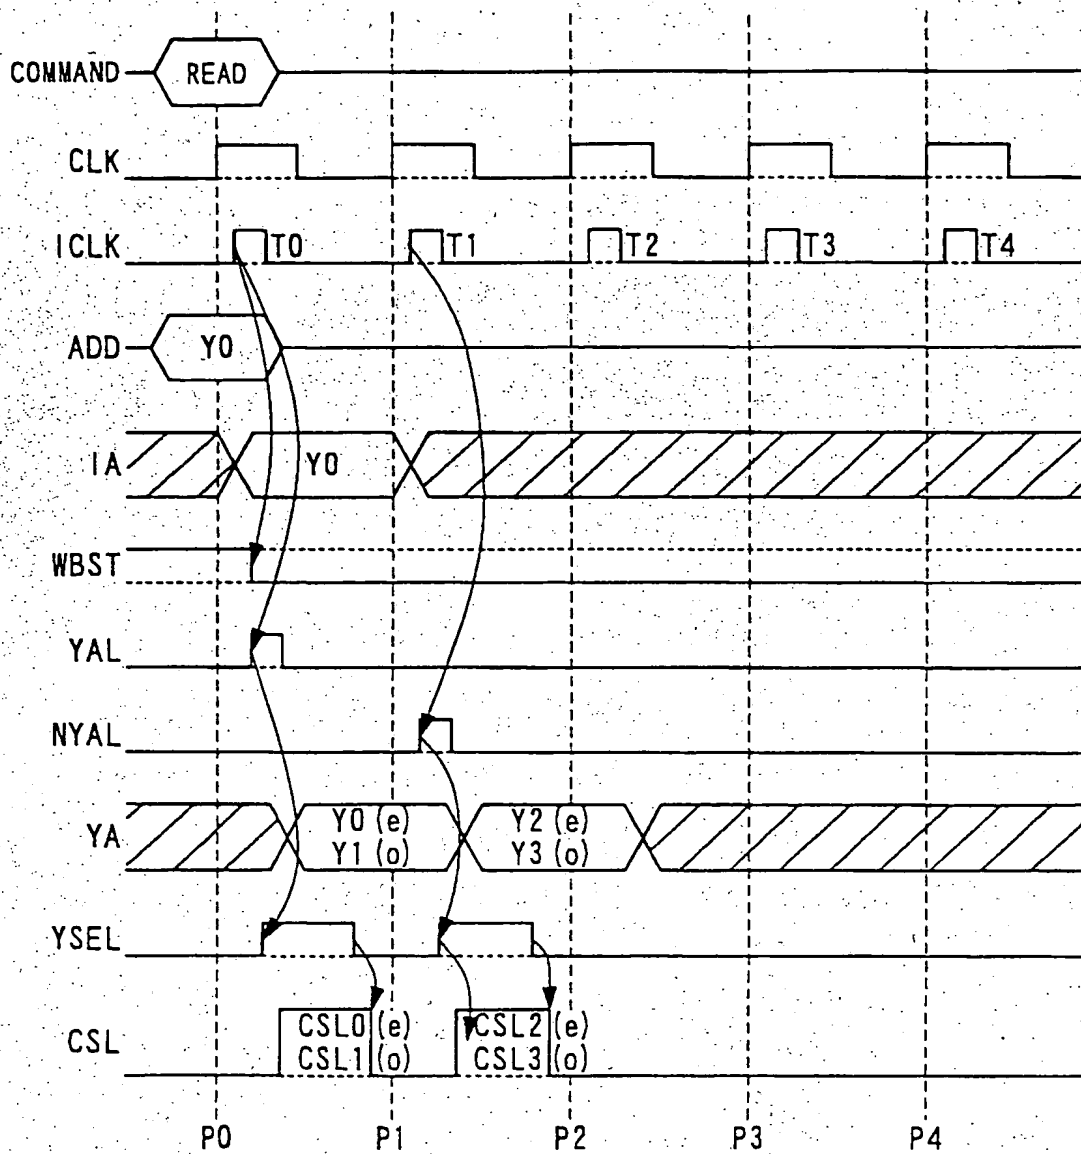 COMMAND READ
CLK
ICLK T0 T1 T2 T3 T4
ADD Y0
IA Y0
WBST
YAL
NYAL
YA Y0(e) Y2(e)
Y1(o) Y3(o)
YSEL
CSL CSL0(e) CSL2(e)
CSL1(o) CSL3(o)
P0 P1 P2 P3 P4